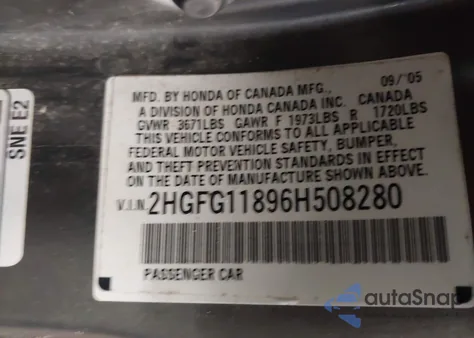 MFD. BY HONDA OF CANADA MFG., 09/'05
A DIVISION OF HONDA CANADA INC. CANADA
GVWR 3671LBS GAWR F 1973LBS R 1720LBS
THIS VEHICLE CONFORMS TO ALL APPLICABLE
FEDERAL MOTOR VEHICLE SAFETY, BUMPER,
AND THEFT PREVENTION STANDARDS IN EFFECT
ON THE DATE OF MANUFACTURE SHOWN ABOVE.
V.I.N. 2HGFG11896H508280
PASSENGER CAR
SNE E2
autoSnap